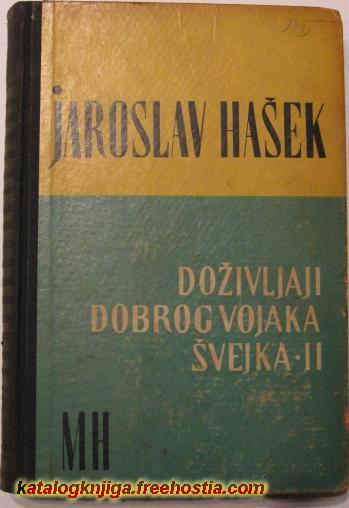 JAROSLAV HAŠEK
DOŽIVLJAJI
DOBROG VOJAKA
ŠVEJKA·II
MH
katalogknjiga.freehostia.com